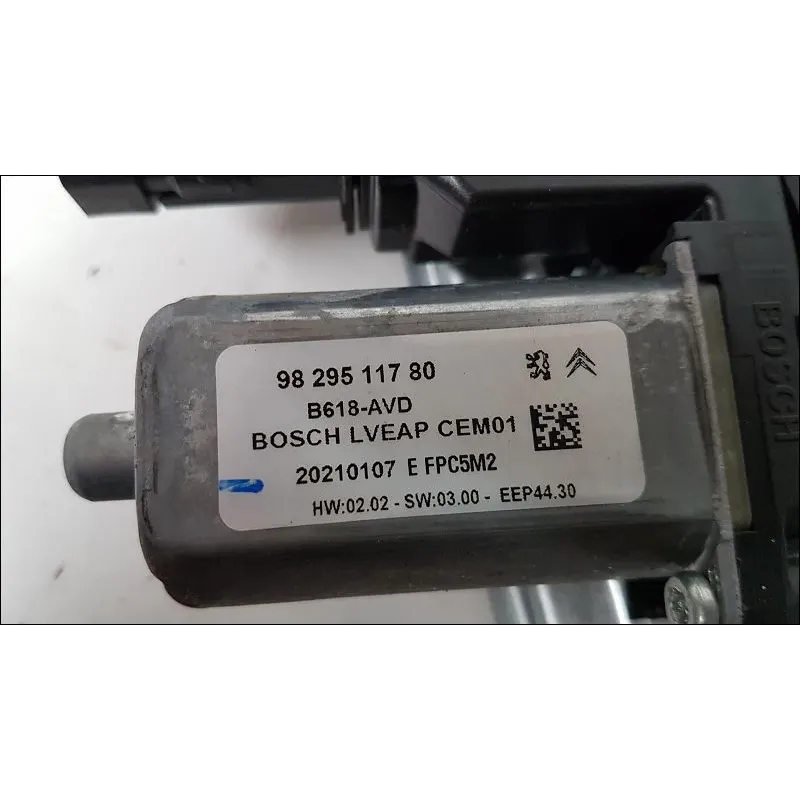 98 295 117 80
B618-AVD
BOSCH LVEAP CEM01
20210107 E FPC5M2
HW:02.02 - SW:03.00 - EEP44.30
BOSCH